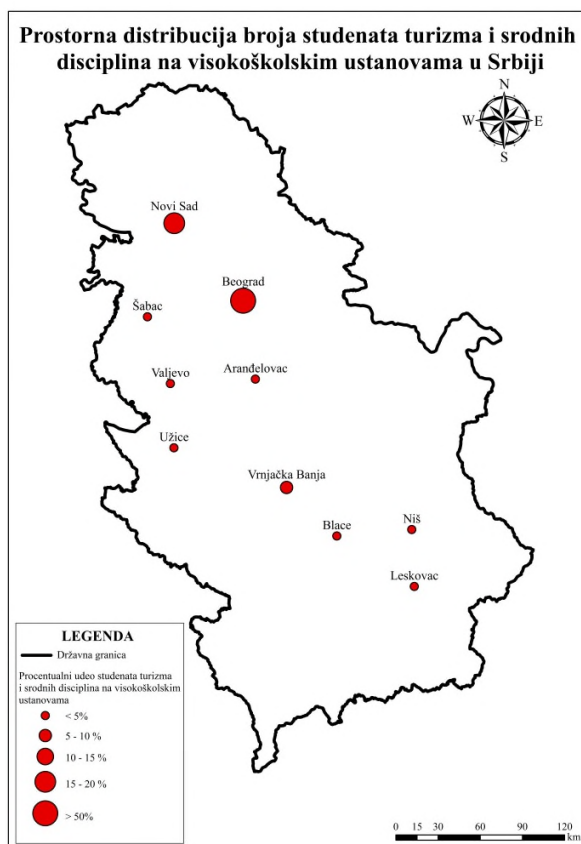 Prostorna distribucija broja studenata turizma i srodnih
disciplina na visokoškolskim ustanovama u Srbiji
N
W
E
S
Novi Sad
Beograd
Šabac
Valjevo
Aranđelovac
Užice
Vrnjačka Banja
Blace
Niš
Leskovac
LEGENDA
Državna granica
Procentualni udeo studenata turizma
i srodnih disciplina na visokoškolskim
ustanovama
< 5%
5 - 10 %
10 - 15 %
15 - 20 %
> 50%
0 15 30 60 90 120
km